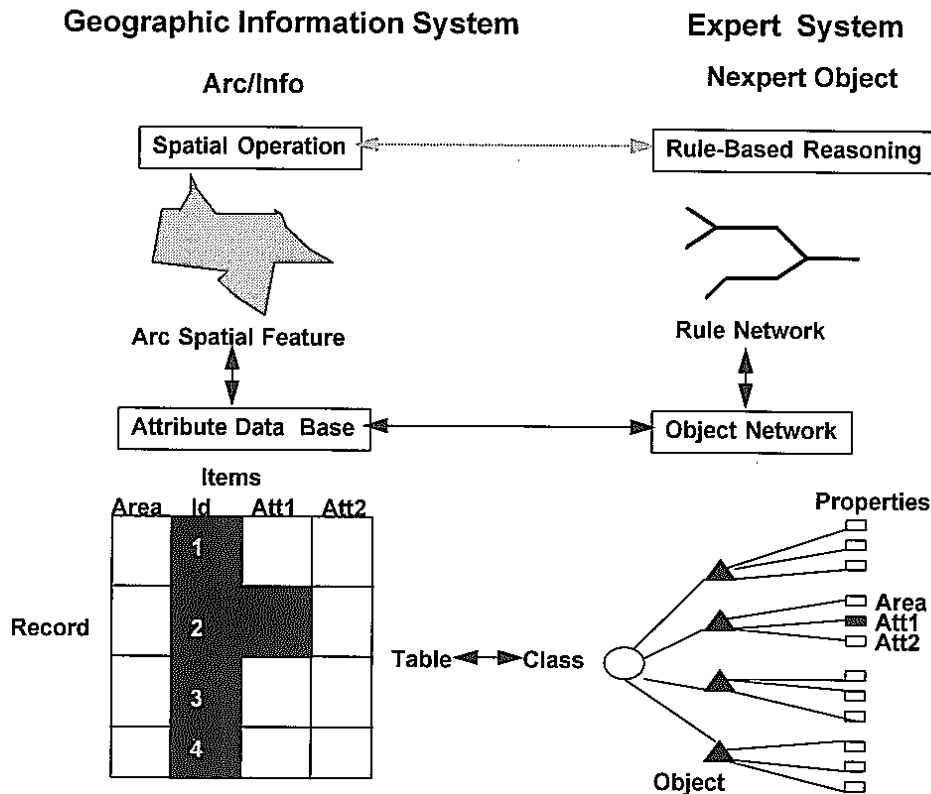 Geographic Information System
Expert System
Arc/Info
Nexpert Object
Spatial Operation
Rule-Based Reasoning
Arc Spatial Feature
Rule Network
Attribute Data Base
Object Network
Items
Area Id Att1 Att2
Properties
1
Record
2
Area
Att1
Att2
Table
Class
3
4
Object